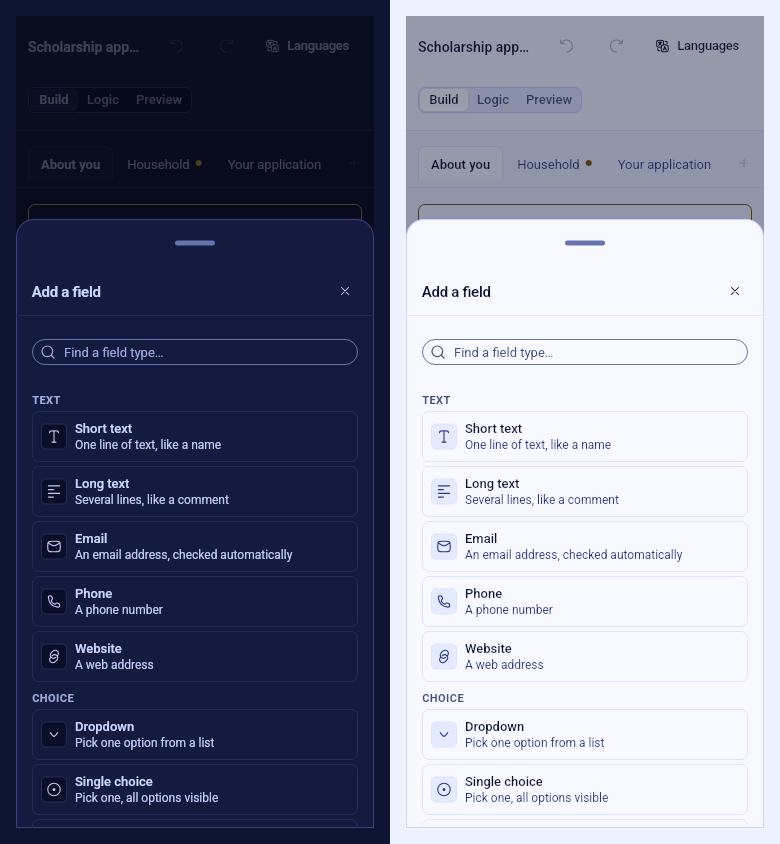 Scholarship app...
Languages
Build
Logic
Preview
About you
Household
Your application
Add a field
Find a field type...
TEXT
Short text
One line of text, like a name
Long text
Several lines, like a comment
Email
An email address, checked automatically
Phone
A phone number
Website
A web address
CHOICE
Dropdown
Pick one option from a list
Single choice
Pick one, all options visible
Scholarship app...
Languages
Build
Logic
Preview
About you
Household
Your application
Add a field
Find a field type...
TEXT
Short text
One line of text, like a name
Long text
Several lines, like a comment
Email
An email address, checked automatically
Phone
A phone number
Website
A web address
CHOICE
Dropdown
Pick one option from a list
Single choice
Pick one, all options visible